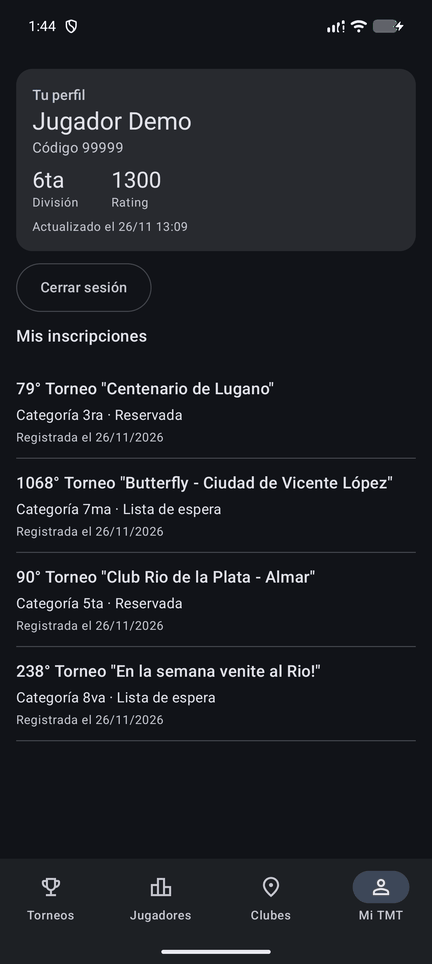 1:44
Tu perfil
Jugador Demo
Código 99999
6ta 1300
División Rating
Actualizado el 26/11 13:09
Cerrar sesión
Mis inscripciones
79° Torneo "Centenario de Lugano"
Categoría 3ra · Reservada
Registrada el 26/11/2026
1068° Torneo "Butterfly - Ciudad de Vicente López"
Categoría 7ma · Lista de espera
Registrada el 26/11/2026
90° Torneo "Club Rio de la Plata - Almar"
Categoría 5ta · Reservada
Registrada el 26/11/2026
238° Torneo "En la semana venite al Rio!"
Categoría 8va · Lista de espera
Registrada el 26/11/2026
Torneos Jugadores Clubes Mi TMT